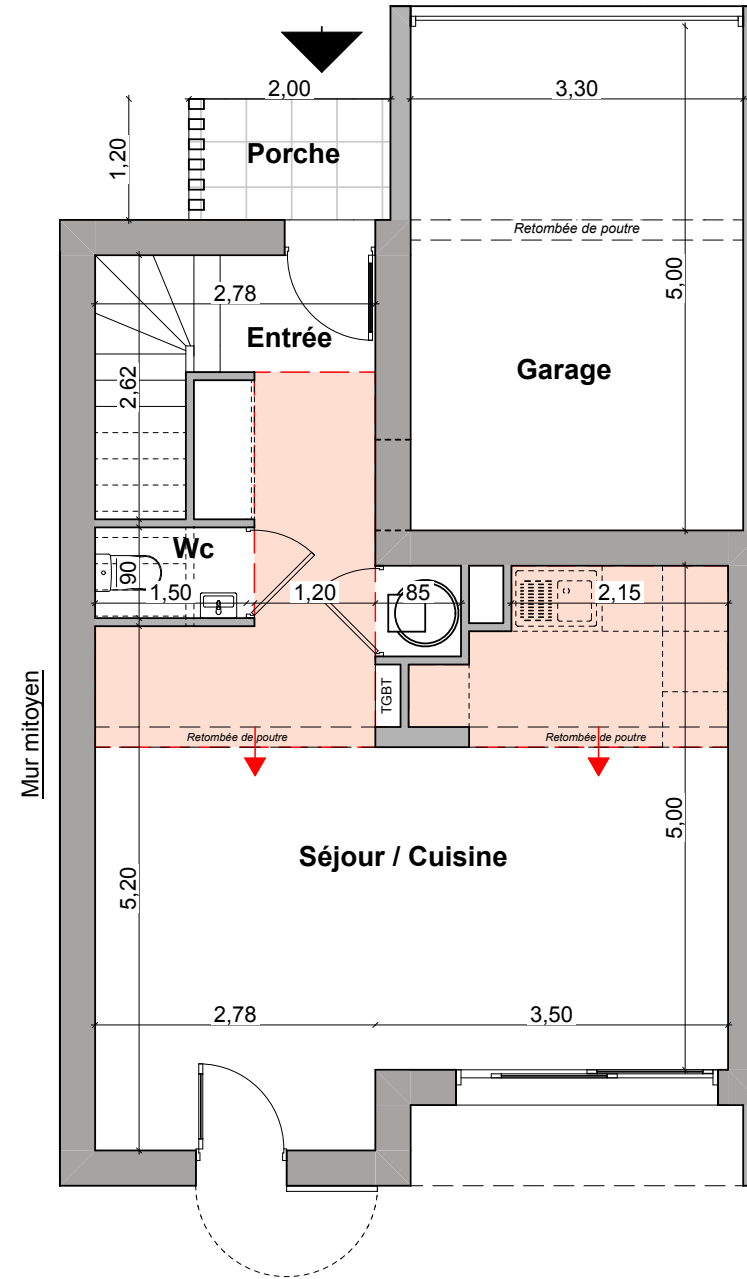 2,00
3,30
1,20
Porche
Retombée de poutre
5,00
2,78
Entrée
Garage
2,62
Wc
90
1,50
1,20
85
2,15
TGBT
Retombée de poutre
Retombée de poutre
Mur mitoyen
5,00
Séjour / Cuisine
5,20
2,78
3,50